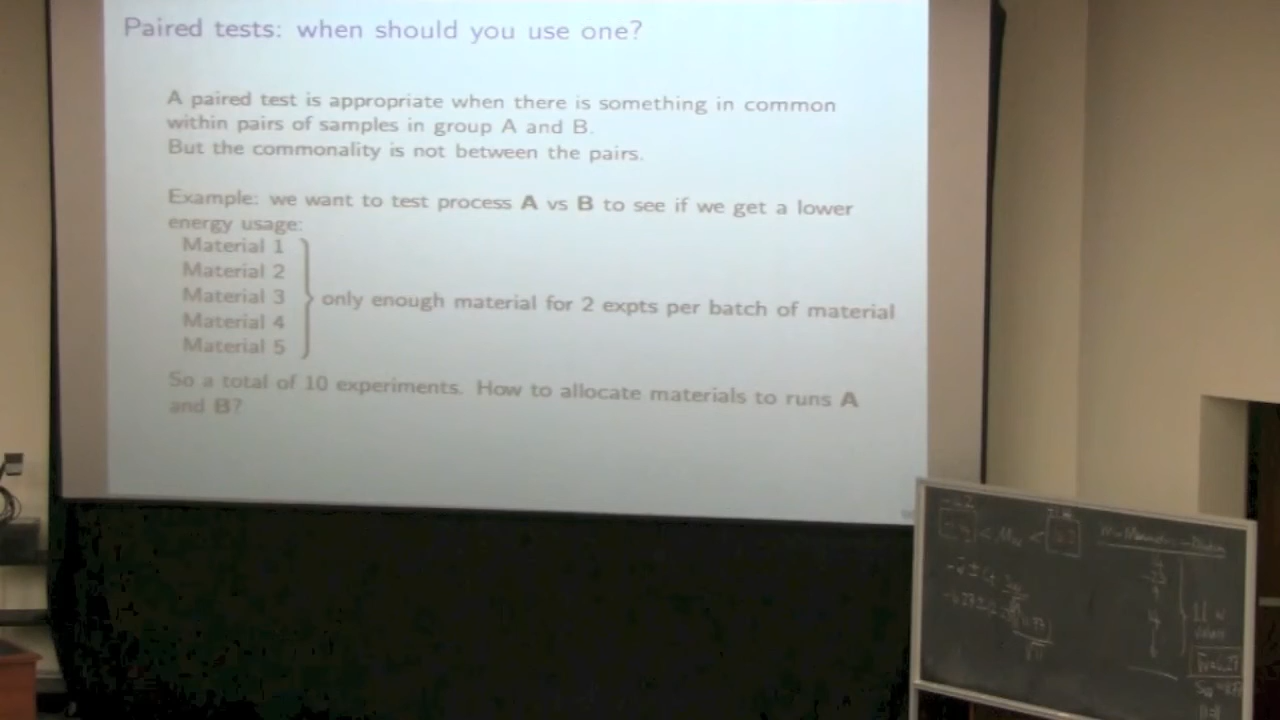 Paired tests: when should you use one?
A paired test is appropriate when there is something in common
within pairs of samples in group A and B.
But the commonality is not between the pairs.
Example: we want to test process A vs B to see if we get a lower
energy usage:
Material 1
Material 2
Material 3
Material 4
Material 5
only enough material for 2 expts per batch of material
So a total of 10 experiments. How to allocate materials to runs A
and B?